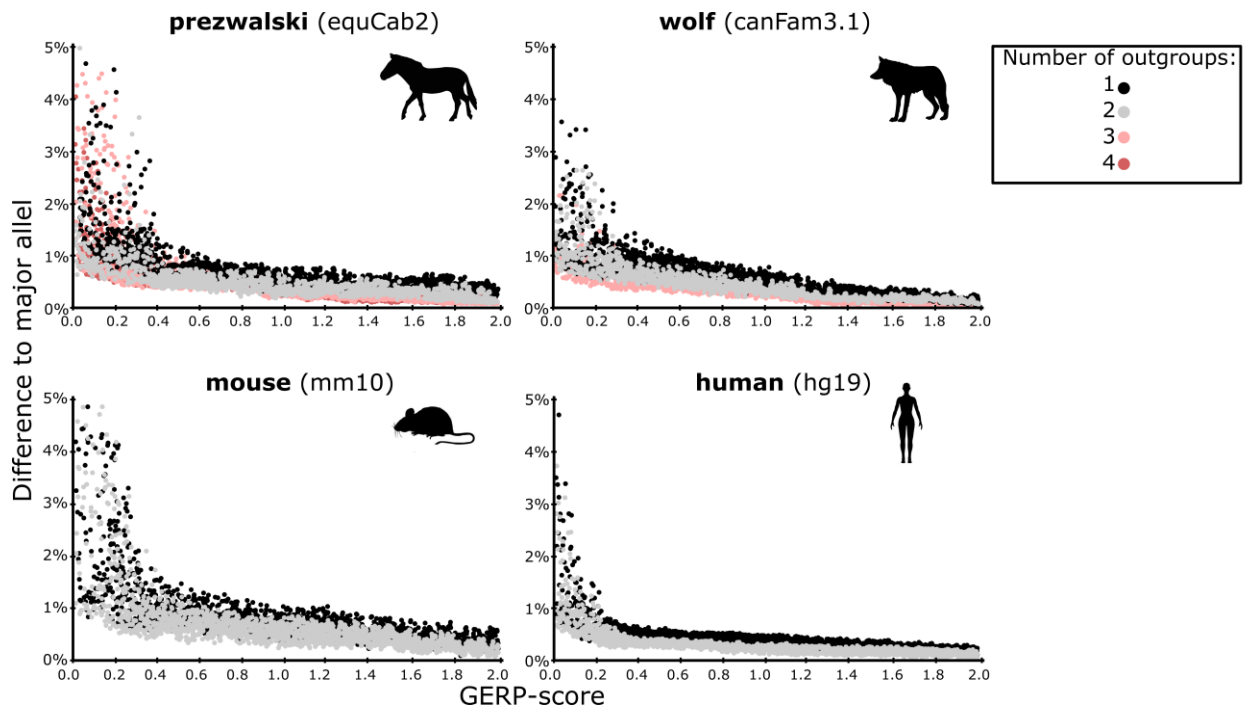 prezwalski (equCab2)
wolf (canFam3.1)
Number of outgroups:
1
2
3
4
5%
4%
3%
2%
1%
0%
0.0 0.2 0.4 0.6 0.8 1.0 1.2 1.4 1.6 1.8 2.0
5%
4%
3%
2%
1%
0%
0.0 0.2 0.4 0.6 0.8 1.0 1.2 1.4 1.6 1.8 2.0
Difference to major allel
mouse (mm10)
human (hg19)
5%
4%
3%
2%
1%
0%
0.0 0.2 0.4 0.6 0.8 1.0 1.2 1.4 1.6 1.8 2.0
5%
4%
3%
2%
1%
0%
0.0 0.2 0.4 0.6 0.8 1.0 1.2 1.4 1.6 1.8 2.0
GERP-score